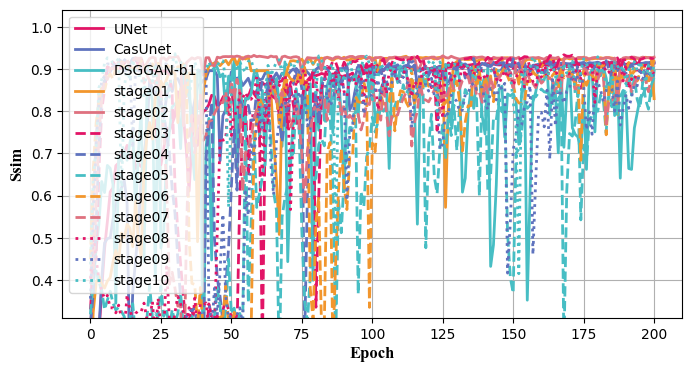 1.0
0.9
0.8
0.7
0.6
0.5
0.4
Ssim
UNet
CasUnet
DSGGAN-b1
stage01
stage02
stage03
stage04
stage05
stage06
stage07
stage08
stage09
stage10
0 25 50 75 100 125 150 175 200
Epoch